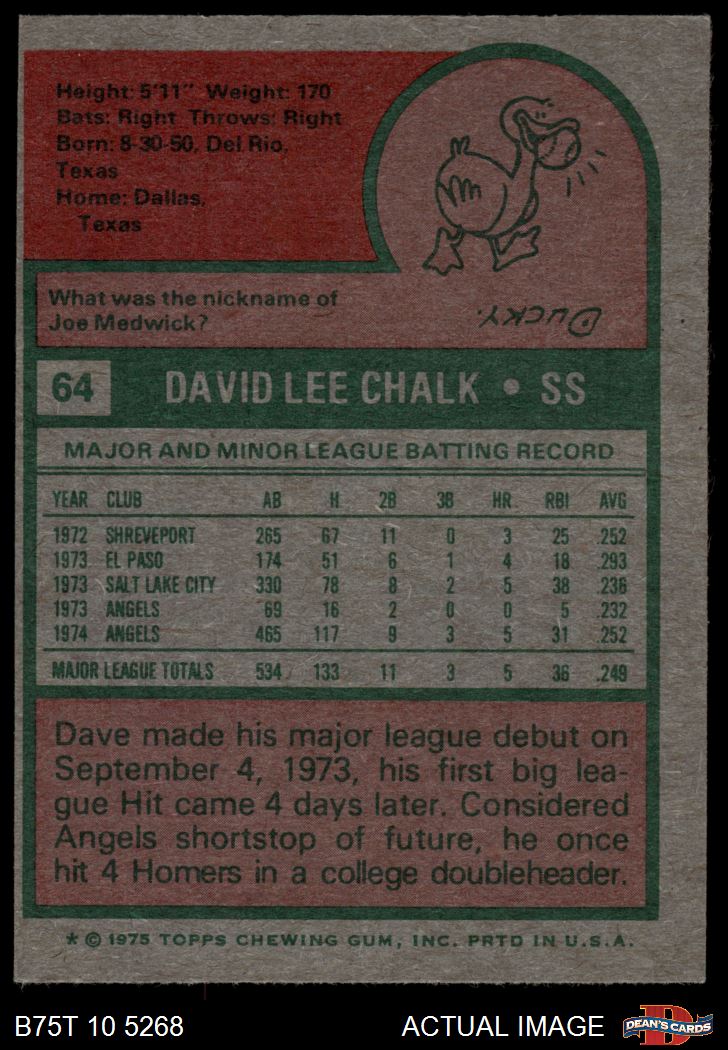 Height: 5'11" Weight: 170
Bats: Right Throws: Right
Born: 8-30-50, Del Rio,
Texas
Home: Dallas,
Texas
What was the nickname of
Joe Medwick?
DUCKY.
64 DAVID LEE CHALK • SS
MAJOR AND MINOR LEAGUE BATTING RECORD
YEAR CLUB AB H 2B 3B HR RBI AVG
1972 SHREVEPORT 265 67 11 0 3 25 .252
1973 EL PASO 174 51 6 1 4 18 .293
1973 SALT LAKE CITY 330 78 8 2 5 38 .236
1973 ANGELS 69 16 2 0 0 5 .232
1974 ANGELS 465 117 9 3 5 31 .252
MAJOR LEAGUE TOTALS 534 133 11 3 5 36 .249
Dave made his major league debut on
September 4, 1973, his first big lea-
gue Hit came 4 days later. Considered
Angels shortstop of future, he once
hit 4 Homers in a college doubleheader.
* © 1975 TOPPS CHEWING GUM, INC. PRTD IN U.S.A.
B75T 10 5268 ACTUAL IMAGE
D
DEAN'S CARDS